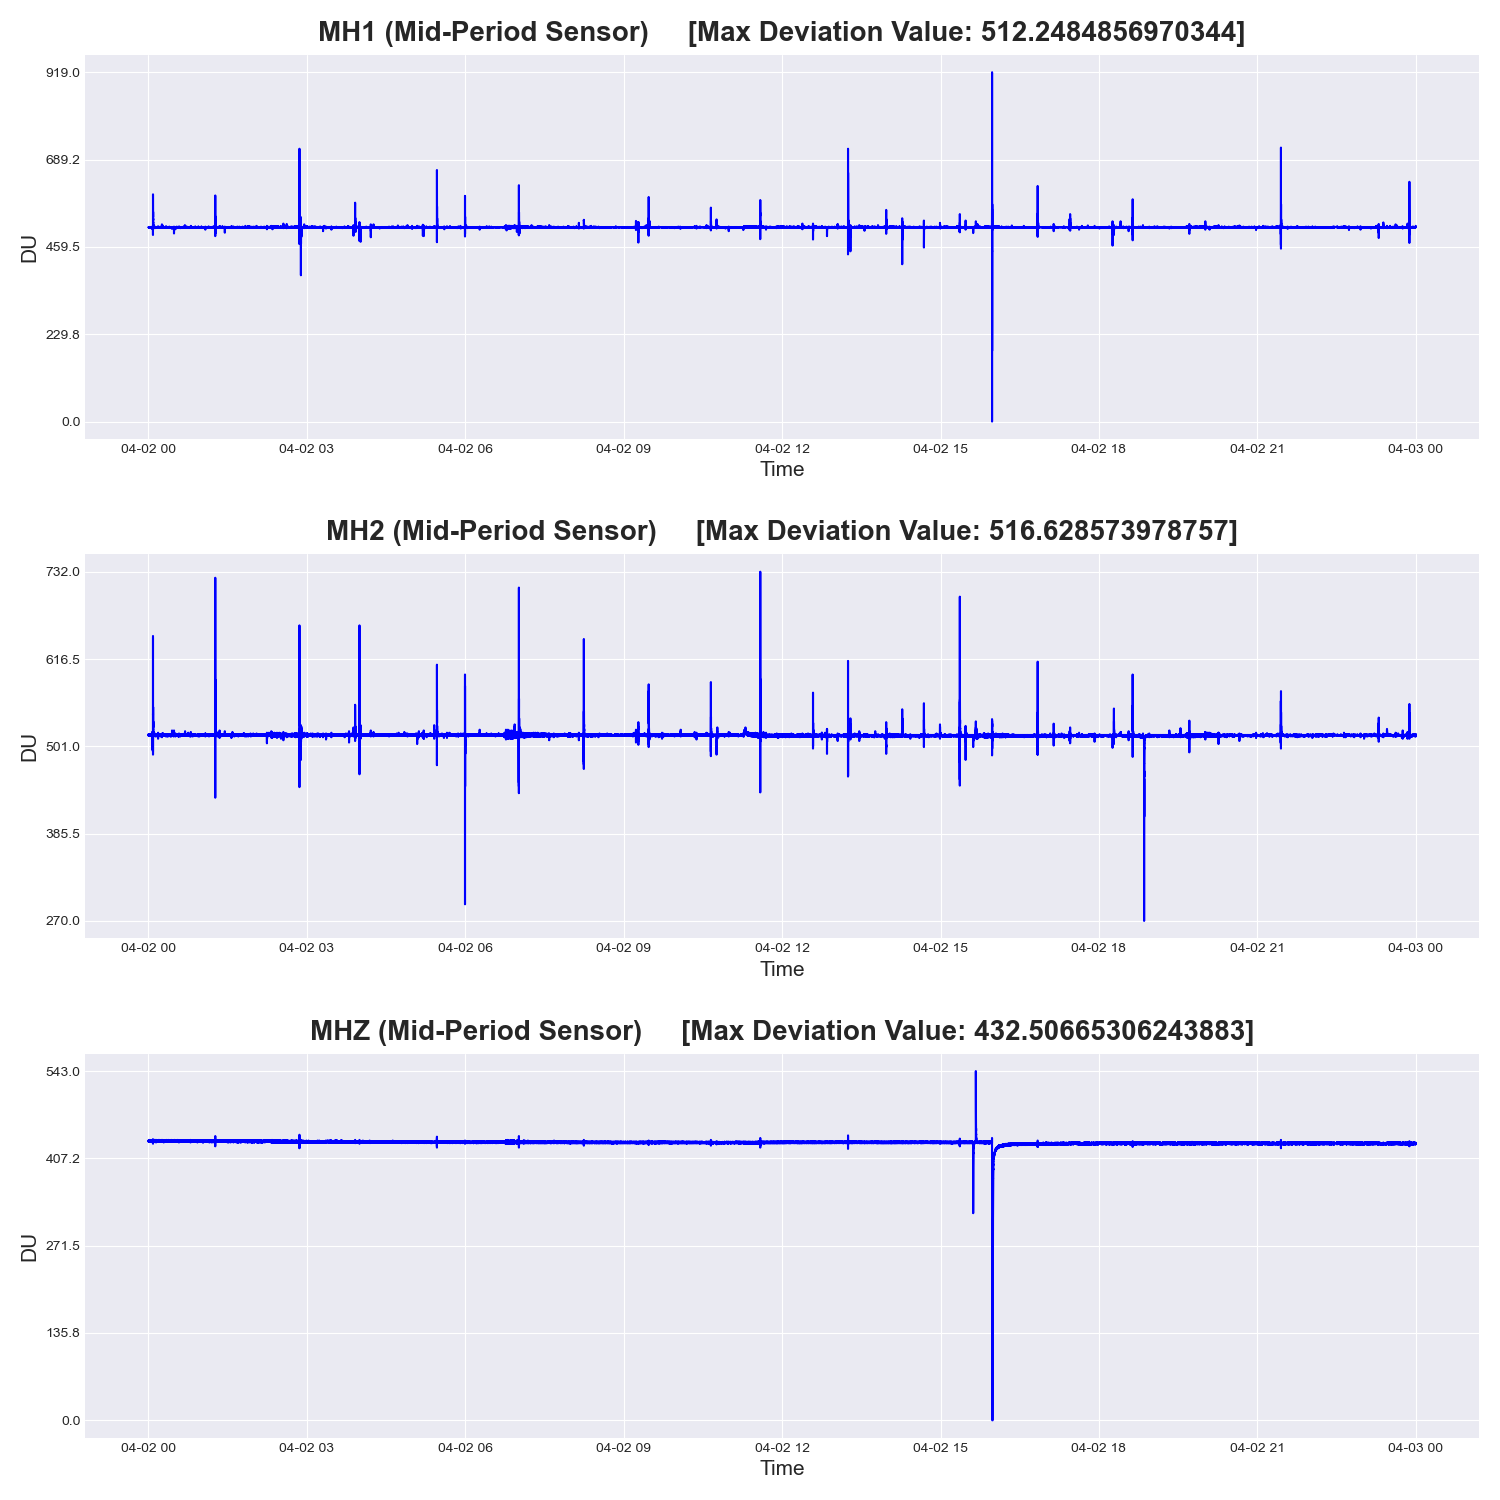 MH1 (Mid-Period Sensor) [Max Deviation Value: 512.2484856970344]
919.0
689.2
459.5
229.8
0.0
DU
04-02 00 04-02 03 04-02 06 04-02 09 04-02 12 04-02 15 04-02 18 04-02 21 04-03 00
Time
MH2 (Mid-Period Sensor) [Max Deviation Value: 516.628573978757]
732.0
616.5
501.0
385.5
270.0
DU
04-02 00 04-02 03 04-02 06 04-02 09 04-02 12 04-02 15 04-02 18 04-02 21 04-03 00
Time
MHZ (Mid-Period Sensor) [Max Deviation Value: 432.50665306243883]
543.0
407.2
271.5
135.8
0.0
DU
04-02 00 04-02 03 04-02 06 04-02 09 04-02 12 04-02 15 04-02 18 04-02 21 04-03 00
Time